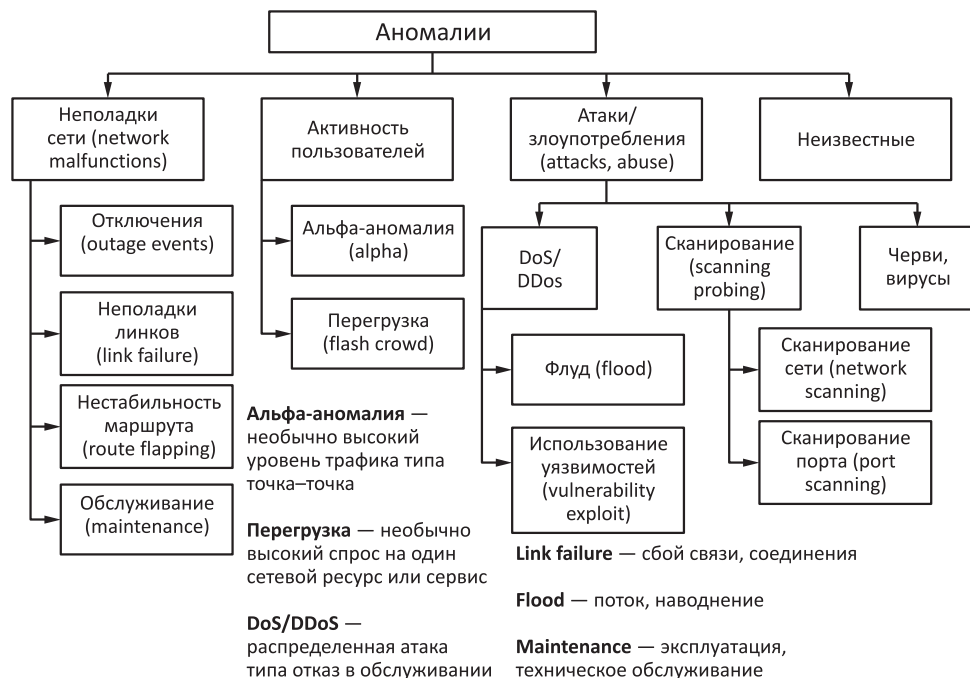 Аномалии
Неполадки
сети (network
malfunctions)
Активность
пользователей
Атаки/
злоупотребления
(attacks, abuse)
Неизвестные
Отключения
(outage events)
Неполадки
линков
(link failure)
Нестабильность
маршрута
(route flapping)
Обслуживание
(maintenance)
Альфа-аномалия
(alpha)
Перегрузка
(flash crowd)
DoS/
DDos
Сканирование
(scanning
probing)
Черви,
вирусы
Флуд (flood)
Использование
уязвимостей
(vulnerability
exploit)
Сканирование
сети (network
scanning)
Сканирование
порта (port
scanning)
Альфа-аномалия —
необычно высокий
уровень трафика типа
точка–точка
Перегрузка — необычно
высокий спрос на один
сетевой ресурс или сервис
DoS/DDoS —
распределенная атака
типа отказ в обслуживании
Link failure — сбой связи, соединения
Flood — поток, наводнение
Maintenance — эксплуатация,
техническое обслуживание